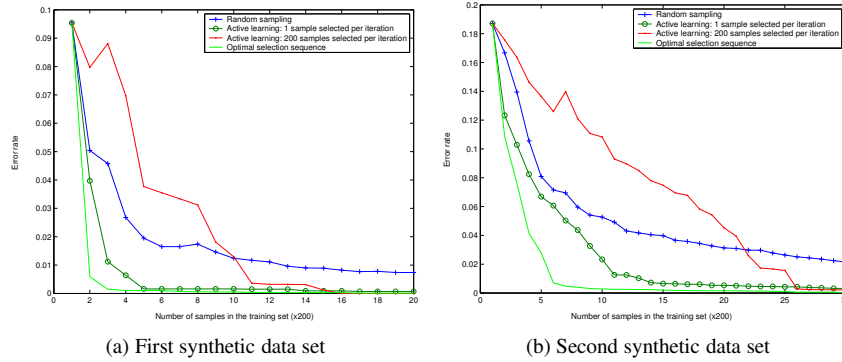 Random sampling
Active learning: 1 sample selected per iteration
Active learning: 200 samples selected per iteration
Optimal selection sequence
0.1
0.09
0.08
0.07
0.06
0.05
0.04
0.03
0.02
0.01
0
Error rate
0 2 4 6 8 10 12 14 16 18 20
Number of samples in the training set (x200)
(a) First synthetic data set
Random sampling
Active learning: 1 sample selected per iteration
Active learning: 200 samples selected per iteration
Optimal selection sequence
0.2
0.18
0.16
0.14
0.12
0.1
0.08
0.06
0.04
0.02
0
Error rate
0 5 10 15 20 25
Number of samples in the training set (x200)
(b) Second synthetic data set